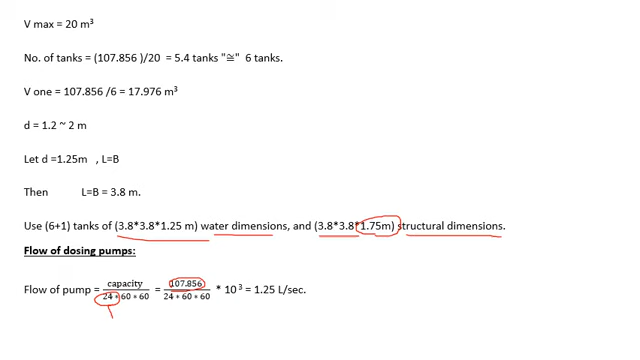 V max = 20 m³
No. of tanks = (107.856 )/20 = 5.4 tanks "≅" 6 tanks.
V one = 107.856 /6 = 17.976 m³
d = 1.2 ~ 2 m
Let d =1.25m , L=B
Then L=B = 3.8 m.
Use (6+1) tanks of (3.8*3.8*1.25 m) water dimensions, and (3.8*3.8*1.75m) structural dimensions.
Flow of dosing pumps:
Flow of pump = capacity / 24 * 60 * 60 = 107.856 / 24 * 60 * 60 * 10 ³ = 1.25 L/sec.